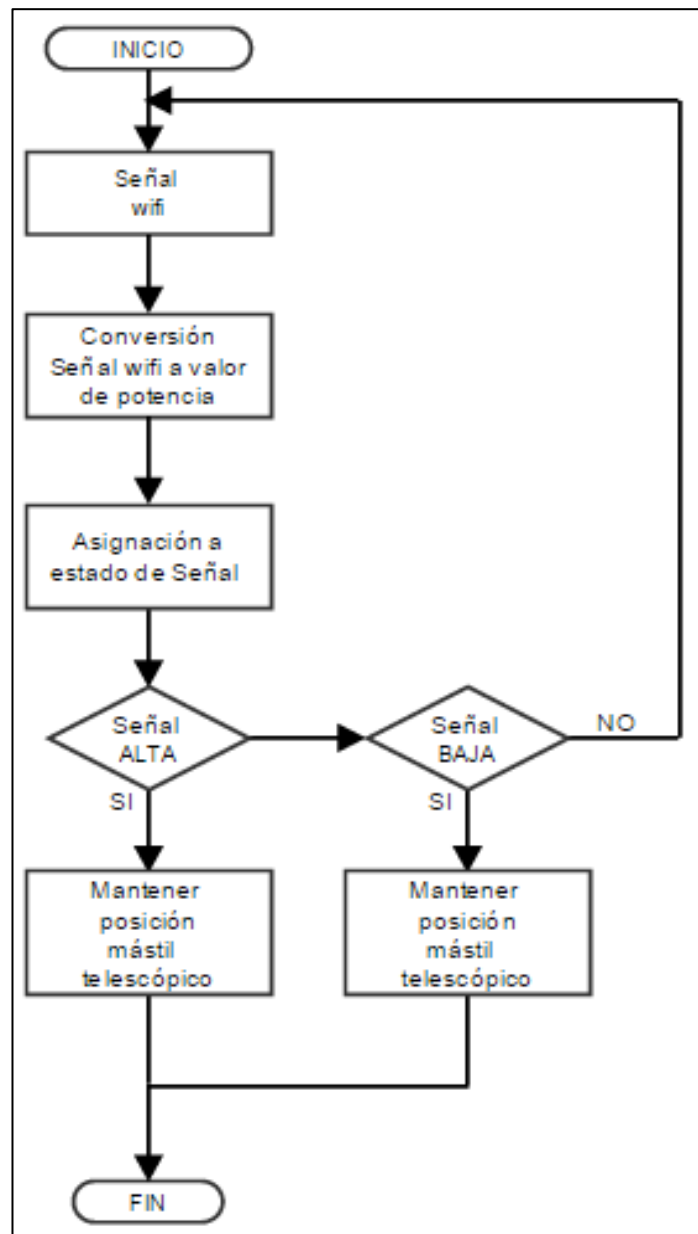 INICIO
Señal
wifi
Conversión
Señal wifi a valor
de potencia
Asignación a
estado de Señal
Señal
ALTA
Señal
BAJA
NO
SI
SI
Mantener
posición
mástil
telescópico
Mantener
posición
mástil
telescópico
FIN